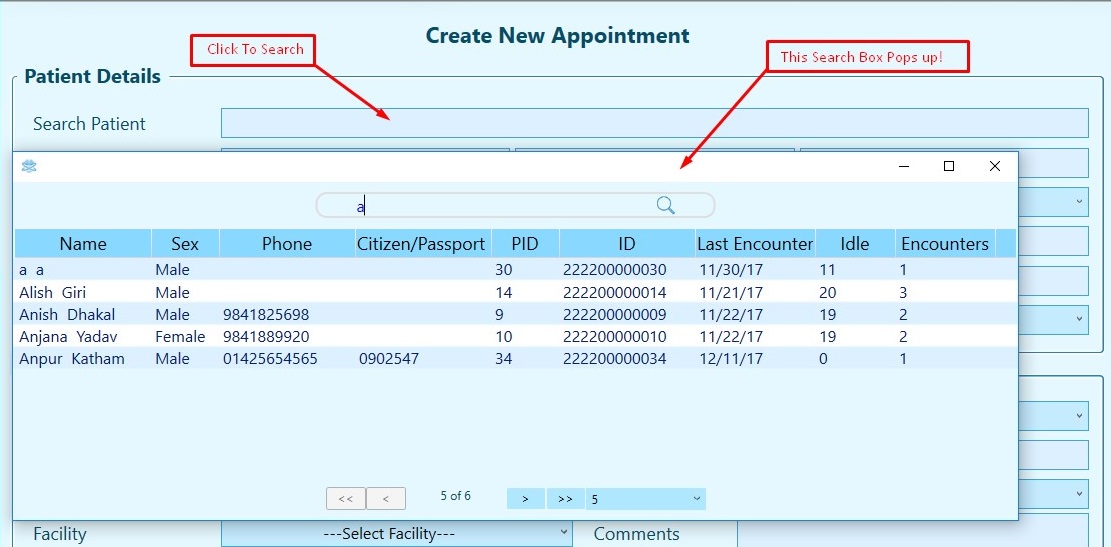 Create New Appointment
Click To Search
This Search Box Pops up!
Patient Details
Search Patient
a
Name Sex Phone Citizen/Passport PID ID Last Encounter Idle Encounters
a a Male 30 222200000030 11/30/17 11 1
Alish Giri Male 14 222200000014 11/21/17 20 3
Anish Dhakal Male 9841825698 9 222200000009 11/22/17 19 2
Anjana Yadav Female 9841889920 10 222200000010 11/22/17 19 2
Anpur Katham Male 01425654565 0902547 34 222200000034 12/11/17 0 1
<< < 5 of 6 > >> 5
Facility ---Select Facility--- Comments